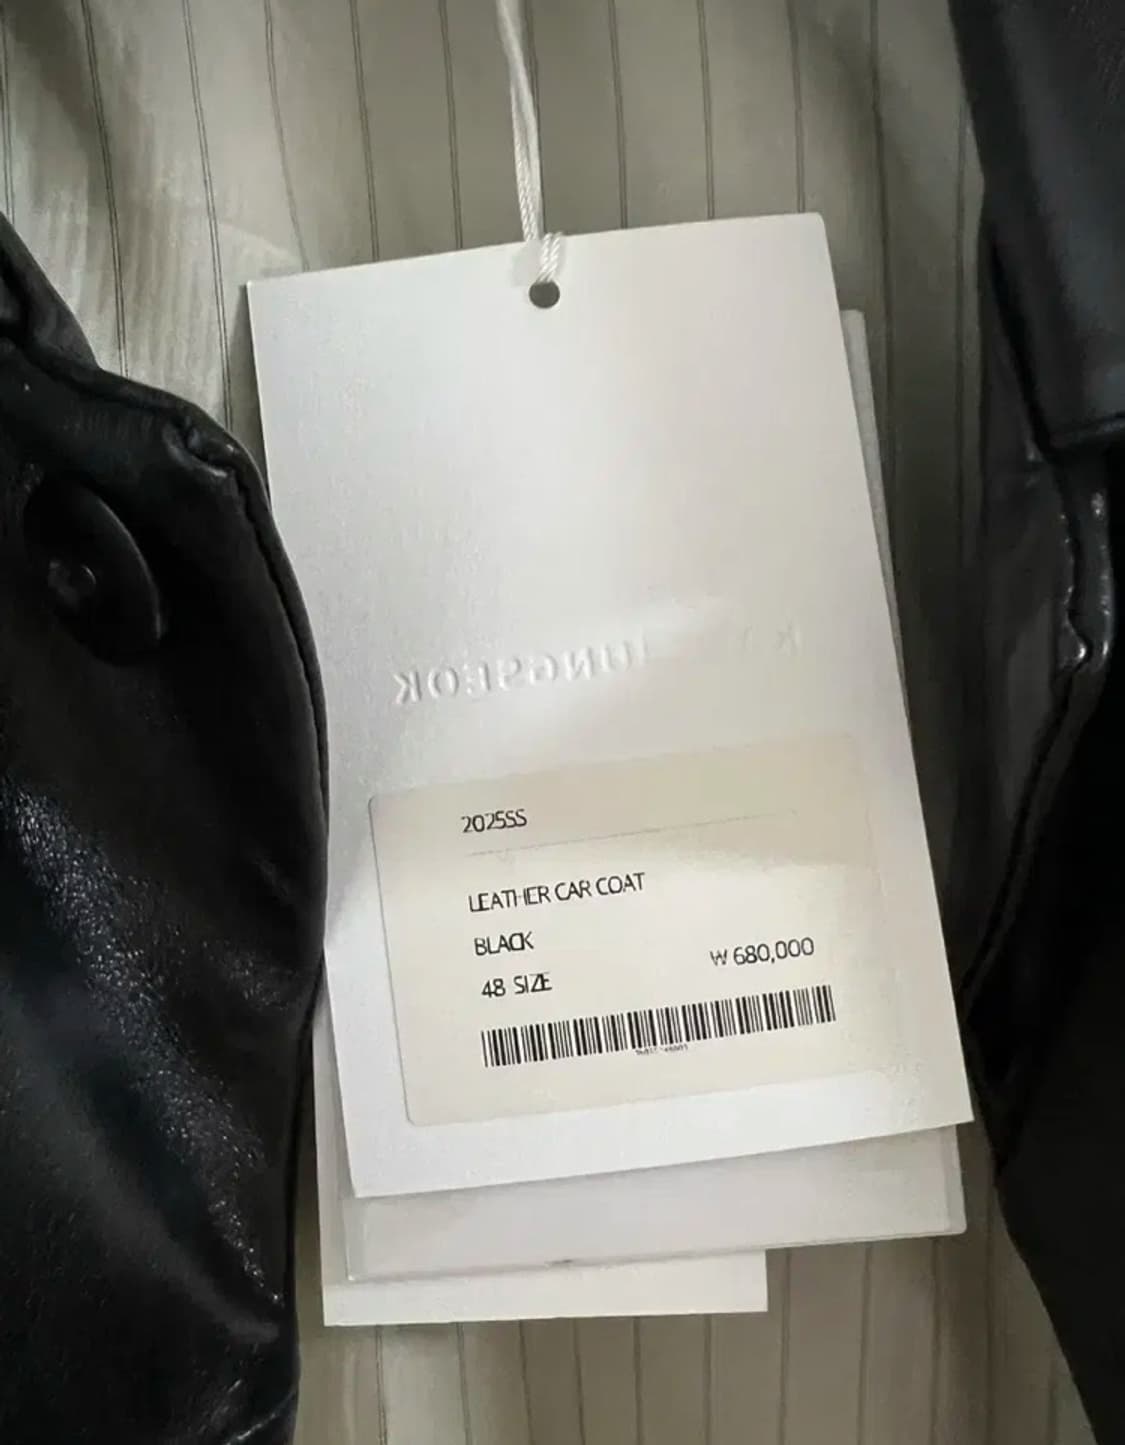 2025SS
LEATHER CAR COAT
BLACK
48 SIZE
₩ 680,000